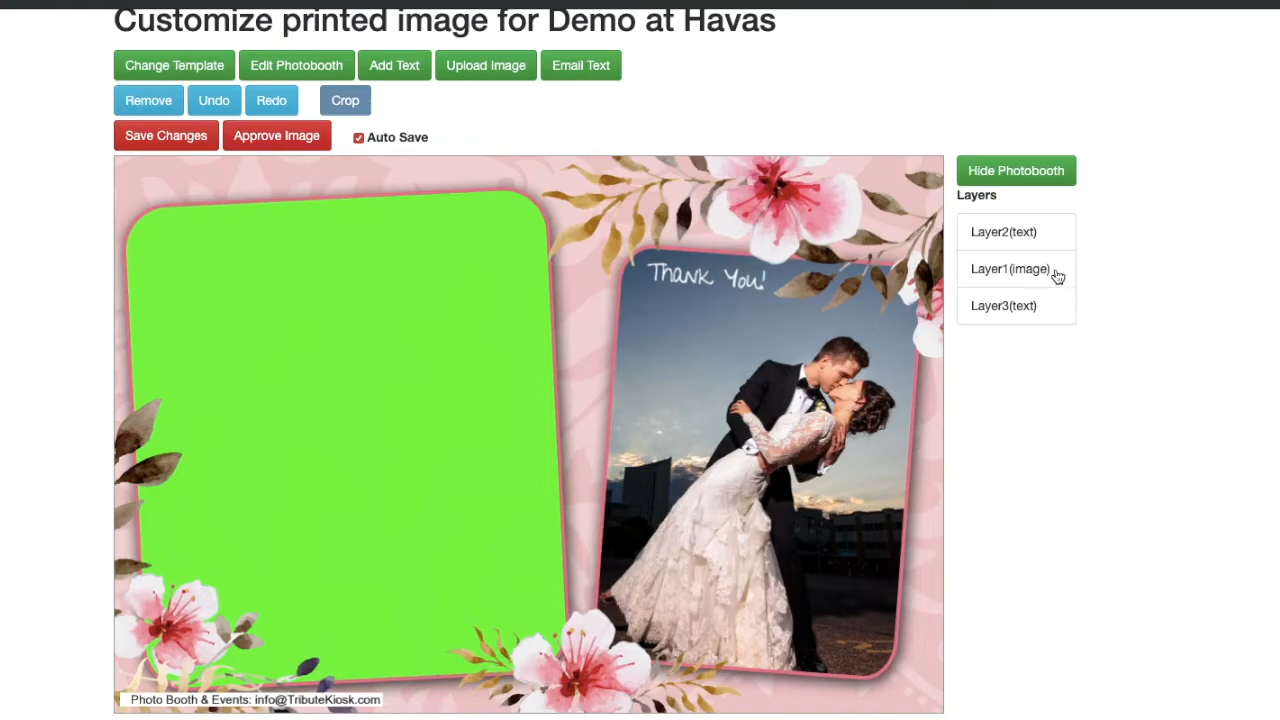 Customize printed image for Demo at Havas
Change Template Edit Photobooth Add Text Upload Image Email Text
Remove Undo Redo Crop
Save Changes Approve Image Auto Save
Hide Photobooth
Layers
Layer2(text)
Layer1(image)
Layer3(text)
Thank You!
Photo Booth & Events: info@TributeKiosk.com